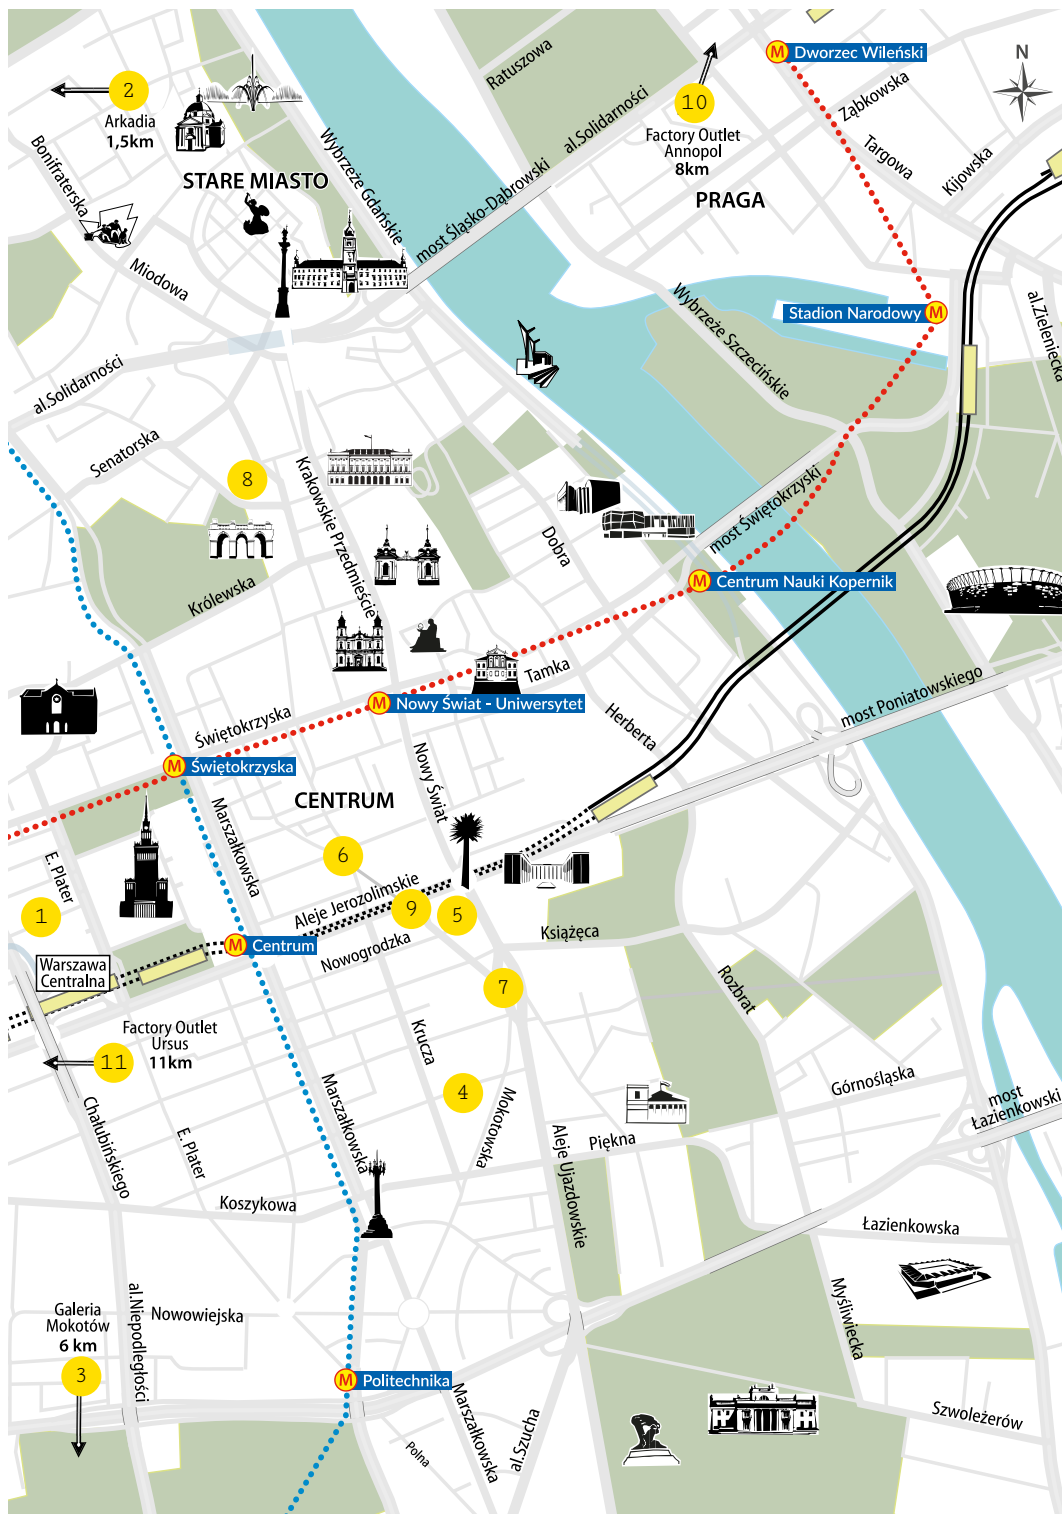 M Dworzec Wileński
N
2
Arkadia
1,5km
Ratuszowa
10
Factory Outlet
Annopol
8km
al.Solidarności
Ząbkowska
Targowa
Kijowska
Bonifraterska
STARE MIASTO
Wybrzeże Gdańskie
most Śląsko-Dąbrowski
PRAGA
Miodowa
Wybrzeże Szczecińskie
Stadion Narodowy M
al.Zieleniecka
al.Solidarności
Senatorska
8
Krakowskie Przedmieście
Dobra
most Świętokrzyski
Królewska
M Centrum Nauki Kopernik
Tamka
M Nowy Świat - Uniwersytet
Herberta
most Poniatowskiego
Świętokrzyska
M Świętokrzyska
Nowy Świat
CENTRUM
Marszałkowska
E. Plater
6
1
Aleje Jerozolimskie
9
5
Książęca
M Centrum
Nowogrodzka
Warszawa
Centralna
7
Rozbrat
Factory Outlet
Ursus
11km
11
Krucza
4
Mokotowska
Górnośląska
most
Łazienkowski
Chałubińskiego
Marszałkowska
E. Plater
Piękna
Aleje Ujazdowskie
Koszykowa
Łazienkowska
Myśliwiecka
al.Niepodległości
Nowowiejska
Galeria
Mokotów
6 km
3
M Politechnika
Marszałkowska
al.Szucha
Polna
Szwoleżerów